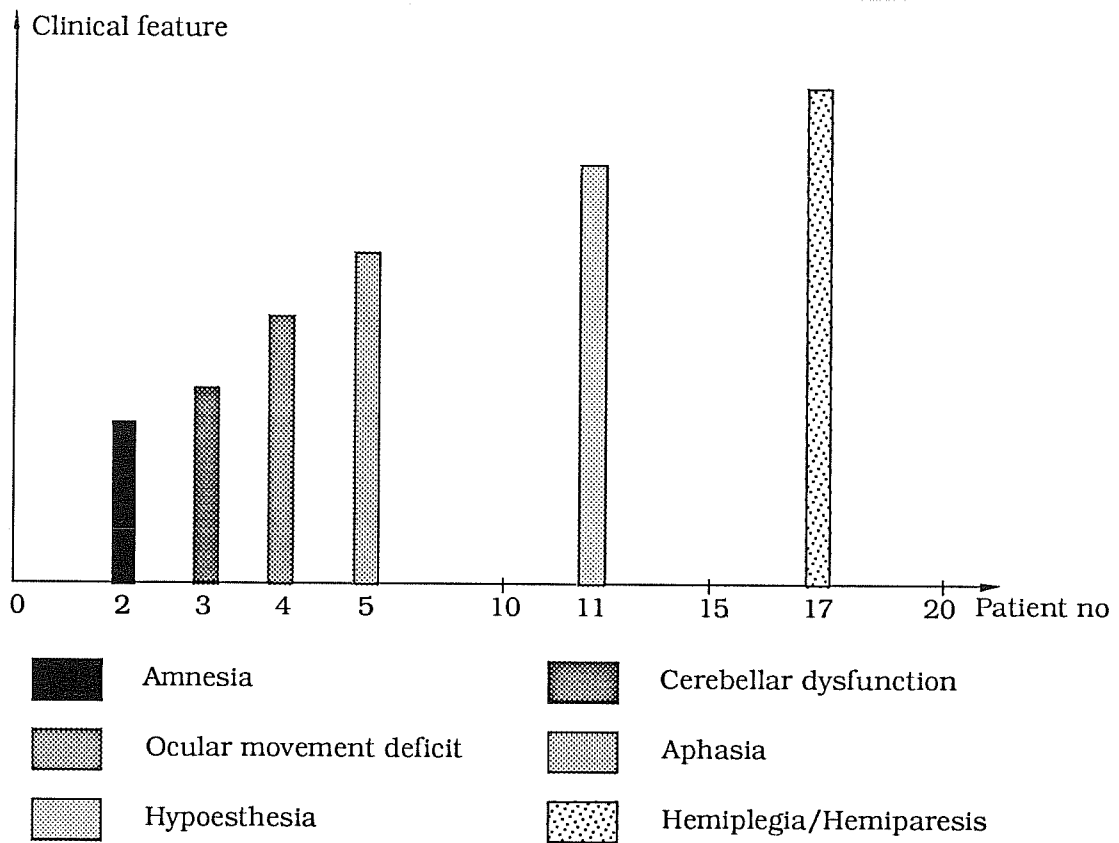 Clinical feature
0 2 3 4 5 10 11 15 17 20 Patient no
Amnesia
Cerebellar dysfunction
Ocular movement deficit
Aphasia
Hypoesthesia
Hemiplegia/Hemiparesis